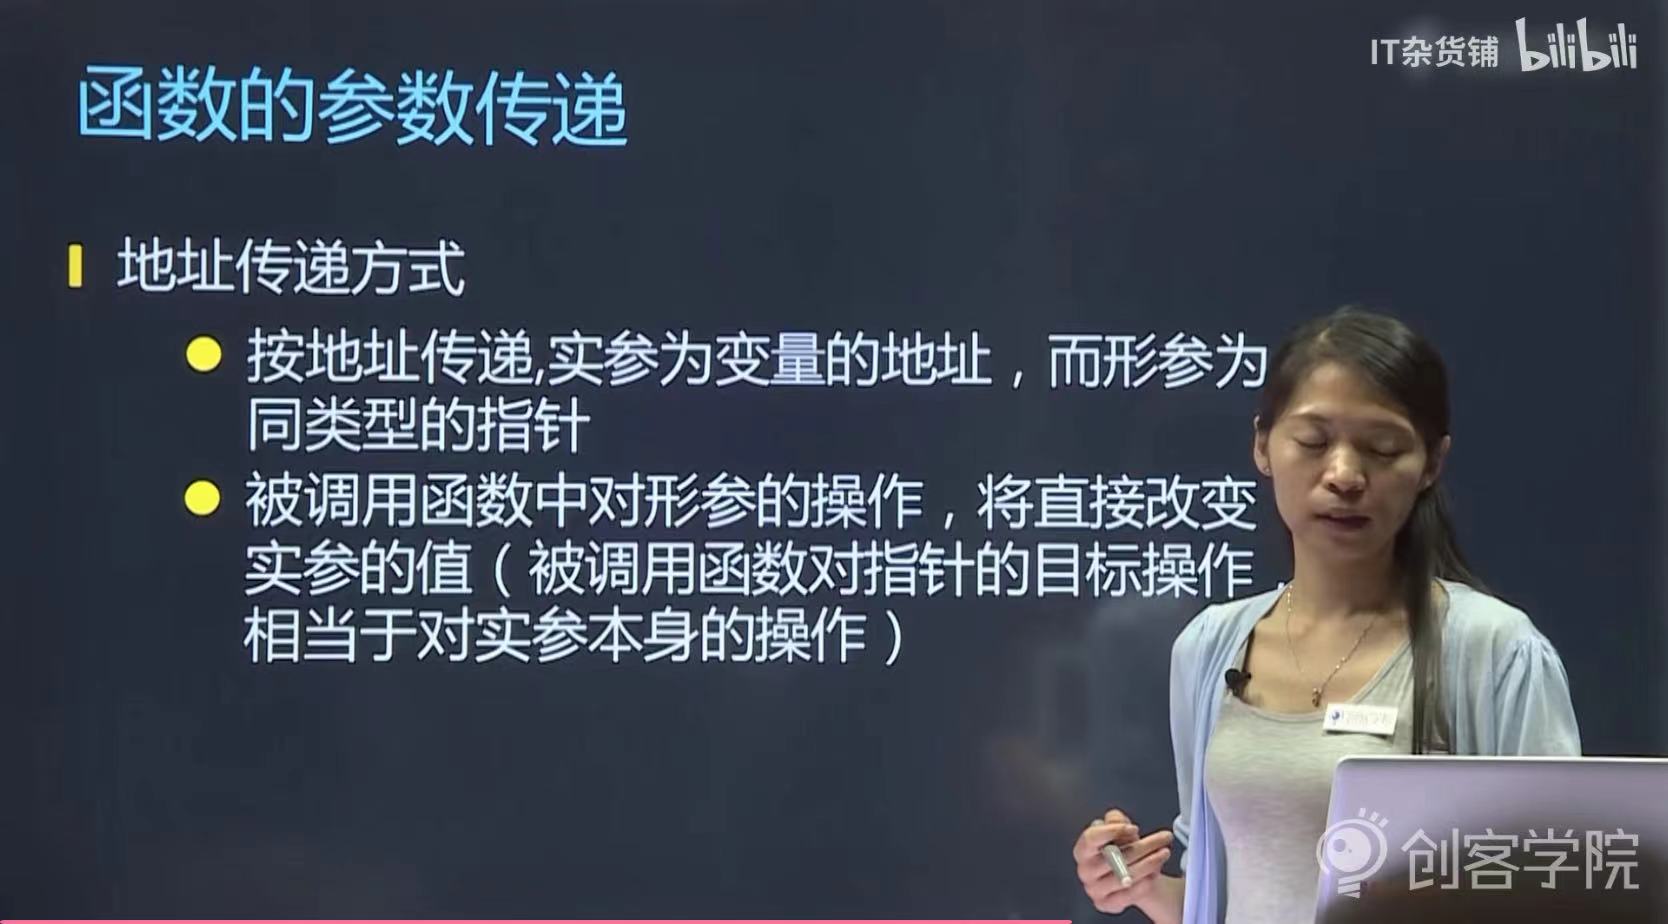 IT杂货铺 bilibili
函数的参数传递
地址传递方式
按地址传递,实参为变量的地址，而形参为
同类型的指针
被调用函数中对形参的操作，将直接改变
实参的值（被调用函数对指针的目标操作，
相当于对实参本身的操作）
创客学院